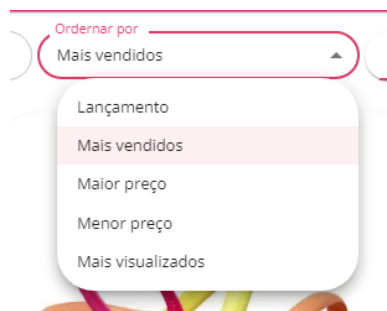 Ordernar por
Mais vendidos
Lançamento
Mais vendidos
Maior preço
Menor preço
Mais visualizados